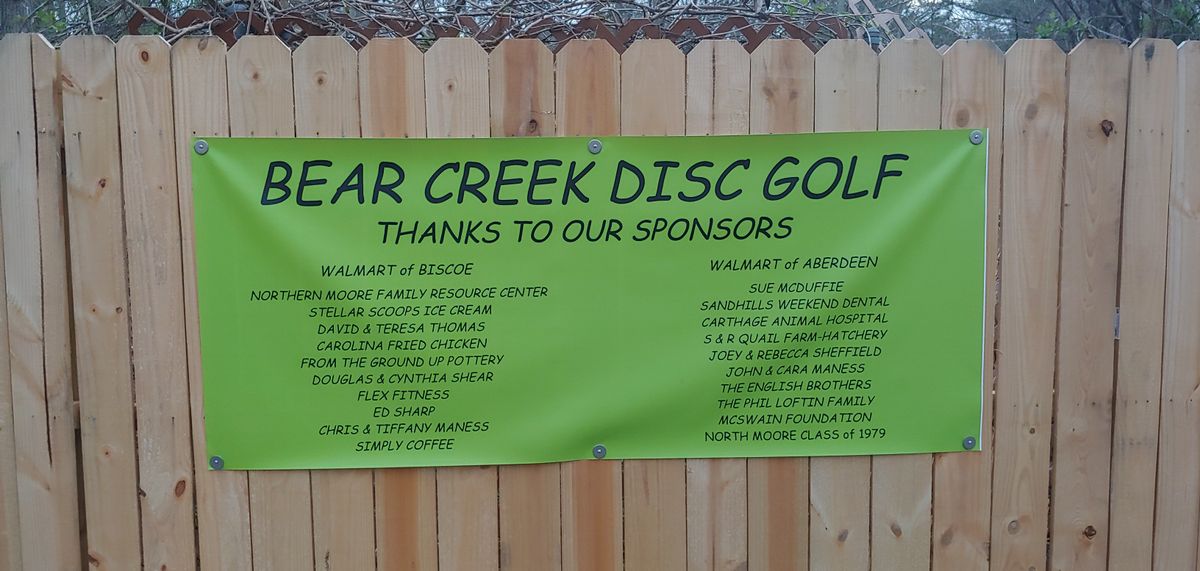 BEAR CREEK DISC GOLF
THANKS TO OUR SPONSORS
WALMART of BISCOE
NORTHERN MOORE FAMILY RESOURCE CENTER
STELLAR SCOOPS ICE CREAM
DAVID & TERESA THOMAS
CAROLINA FRIED CHICKEN
FROM THE GROUND UP POTTERY
DOUGLAS & CYNTHIA SHEAR
FLEX FITNESS
ED SHARP
CHRIS & TIFFANY MANESS
SIMPLY COFFEE
WALMART of ABERDEEN
SUE MCDUFFIE
SANDHILLS WEEKEND DENTAL
CARTHAGE ANIMAL HOSPITAL
S & R QUAIL FARM-HATCHERY
JOEY & REBECCA SHEFFIELD
JOHN & CARA MANESS
THE ENGLISH BROTHERS
THE PHIL LOFTIN FAMILY
MCSWAIN FOUNDATION
NORTH MOORE CLASS of 1979